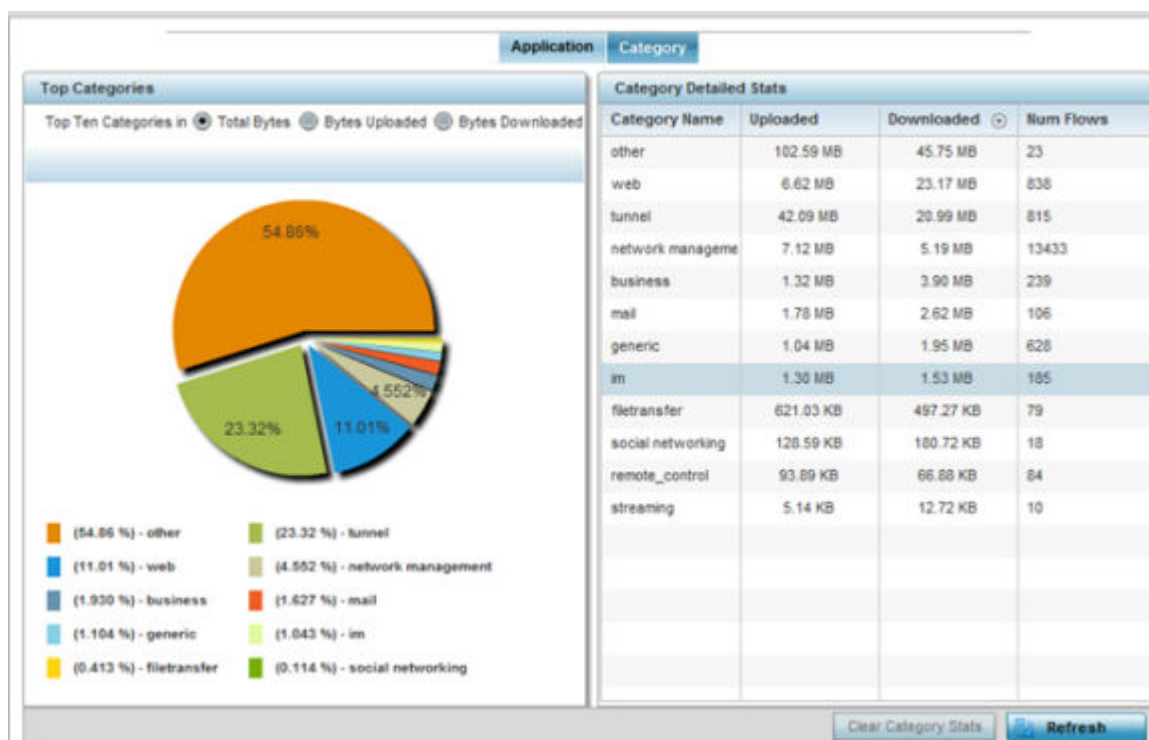 Application Category
Top Categories
Top Ten Categories in Total Bytes Bytes Uploaded Bytes Downloaded
54.86%
4.552%
23.32%
11.01%
(54.86 %) - other
(23.32 %) - tunnel
(11.01 %) - web
(4.552 %) - network management
(1.930 %) - business
(1.627 %) - mail
(1.104 %) - generic
(1.043 %) - im
(0.413 %) - filetransfer
(0.114 %) - social networking
Category Detailed Stats
Category Name Uploaded Downloaded Num Flows
other 102.59 MB 45.75 MB 23
web 6.62 MB 23.17 MB 838
tunnel 42.09 MB 20.99 MB 815
network manageme 7.12 MB 5.19 MB 13433
business 1.32 MB 3.90 MB 239
mail 1.78 MB 2.62 MB 106
generic 1.04 MB 1.95 MB 628
im 1.30 MB 1.53 MB 185
filetransfer 621.03 KB 497.27 KB 79
social networking 128.59 KB 180.72 KB 18
remote_control 93.89 KB 66.88 KB 84
streaming 5.14 KB 12.72 KB 10
Clear Category Stats Refresh